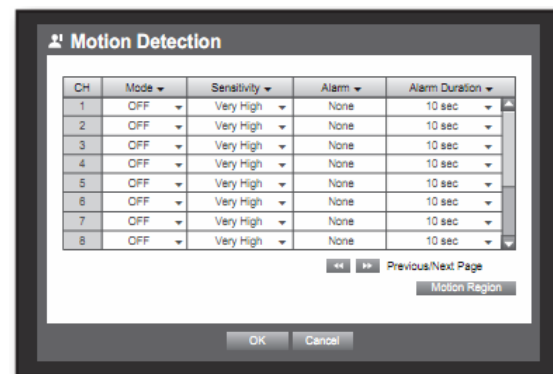 Motion Detection
CH Mode Sensitivity Alarm Alarm Duration
1 OFF Very High None 10 sec
2 OFF Very High None 10 sec
3 OFF Very High None 10 sec
4 OFF Very High None 10 sec
5 OFF Very High None 10 sec
6 OFF Very High None 10 sec
7 OFF Very High None 10 sec
8 OFF Very High None 10 sec
Previous/Next Page
Motion Region
OK Cancel